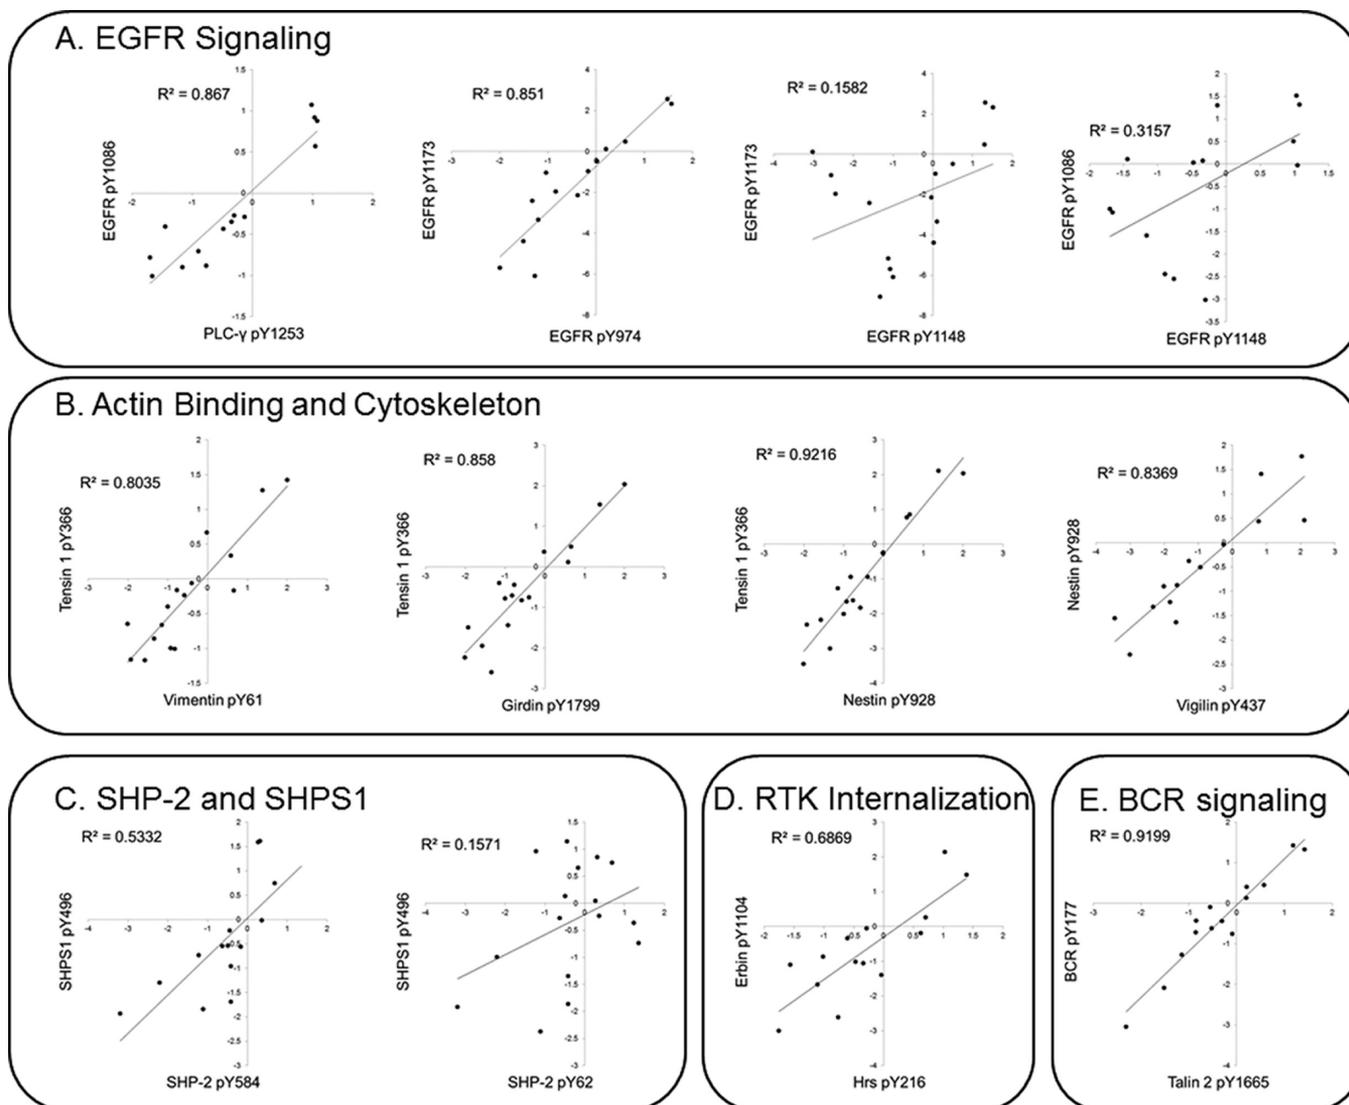 A. EGFR Signaling
R² = 0.867
EGFR pY1086
PLC-γ pY1253
R² = 0.851
EGFR pY1173
EGFR pY974
R² = 0.1582
EGFR pY1173
EGFR pY1148
R² = 0.3157
EGFR pY1086
EGFR pY1148
B. Actin Binding and Cytoskeleton
R² = 0.8035
Tensin 1 pY366
Vimentin pY61
R² = 0.858
Tensin 1 pY366
Girdin pY1799
R² = 0.9216
Tensin 1 pY366
Nestin pY928
R² = 0.8369
Nestin pY928
Vigilin pY437
C. SHP-2 and SHPS1
R² = 0.5332
SHPS1 pY496
SHP-2 pY584
R² = 0.1571
SHPS1 pY496
SHP-2 pY62
D. RTK Internalization
R² = 0.6869
Erbin pY1104
Hrs pY216
E. BCR signaling
R² = 0.9199
BCR pY177
Talin 2 pY1665